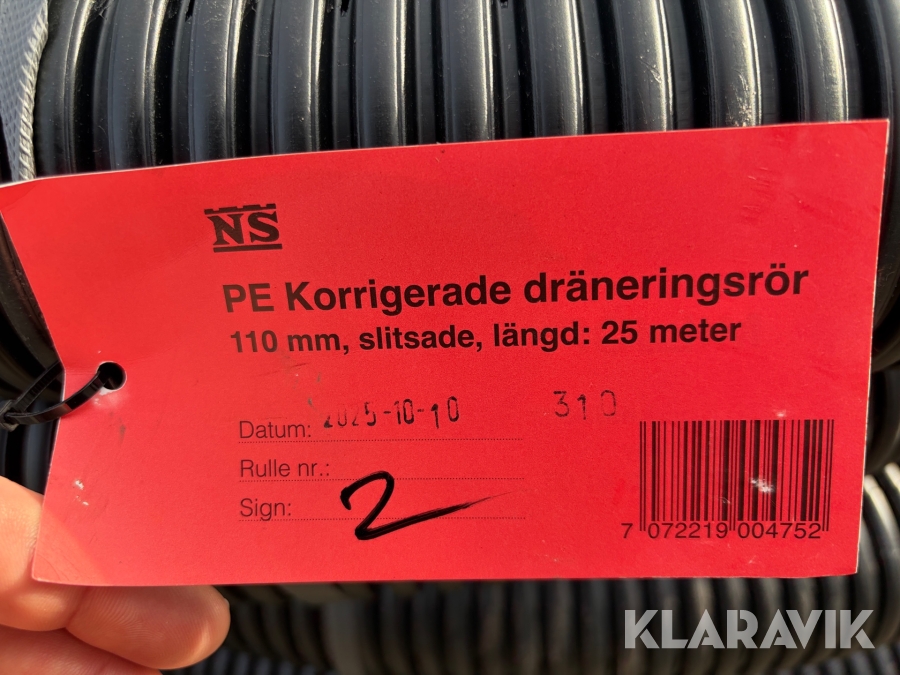 NS
PE Korrigerade dräneringsrör
110 mm, slitsade, längd: 25 meter
Datum: 2025-10-10 310
Rulle nr.:
Sign: 2
7 072219 004752
KLARAVIK